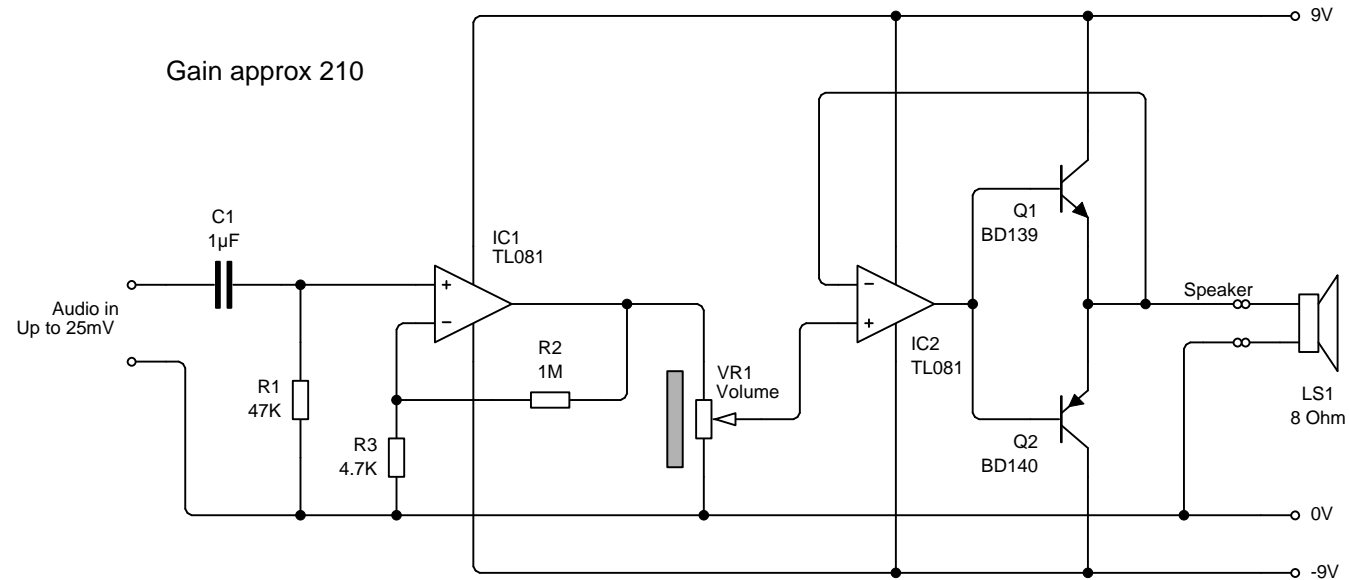 9V
Gain approx 210
C1
1µF
IC1
TL081
Q1
BD139
+
−
−
+
Audio in
Up to 25mV
Speaker
R2
1M
IC2
TL081
VR1
Volume
R1
47K
LS1
8 Ohm
R3
4.7K
Q2
BD140
0V
-9V